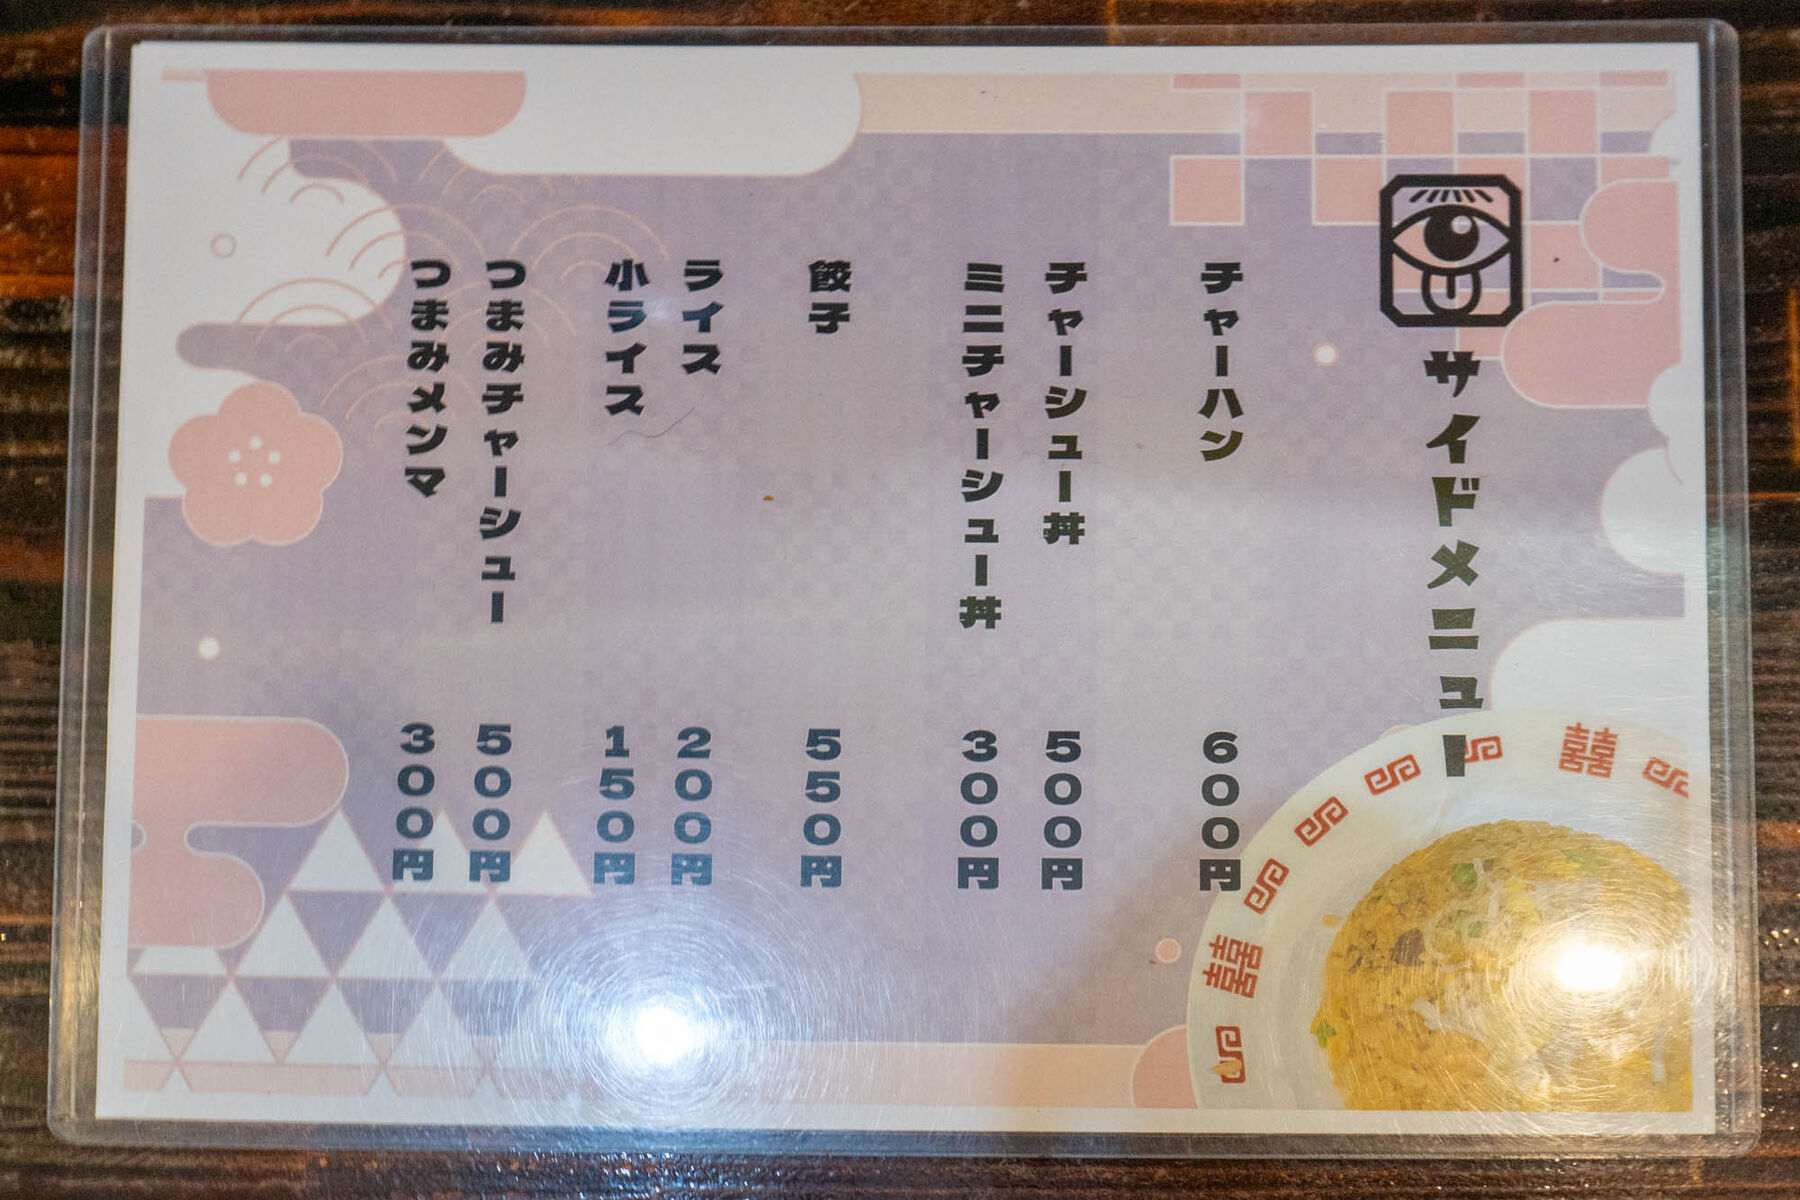 サイドメニュー
チャーハン 600円
チャーシュー丼 500円
ミニチャーシュー丼 300円
餃子 550円
ライス 200円
小ライス 150円
つまみチャーシュー 500円
つまみメンマ 300円
囍
囍